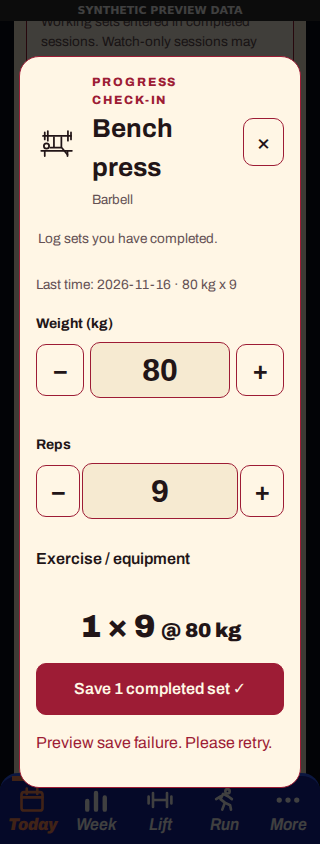 SYNTHETIC PREVIEW DATA
Working sets entered in previewed
sessions. Watch-only sessions may
PROGRESS
CHECK-IN
Bench
press
×
Barbell
Log sets you have completed.
Last time: 2026-11-16 · 80 kg x 9
Weight (kg)
− 80 +
Reps
− 9 +
Exercise / equipment
1 × 9 @ 80 kg
Save 1 completed set ✓
Preview save failure. Please retry.
Today Week Lift Run More